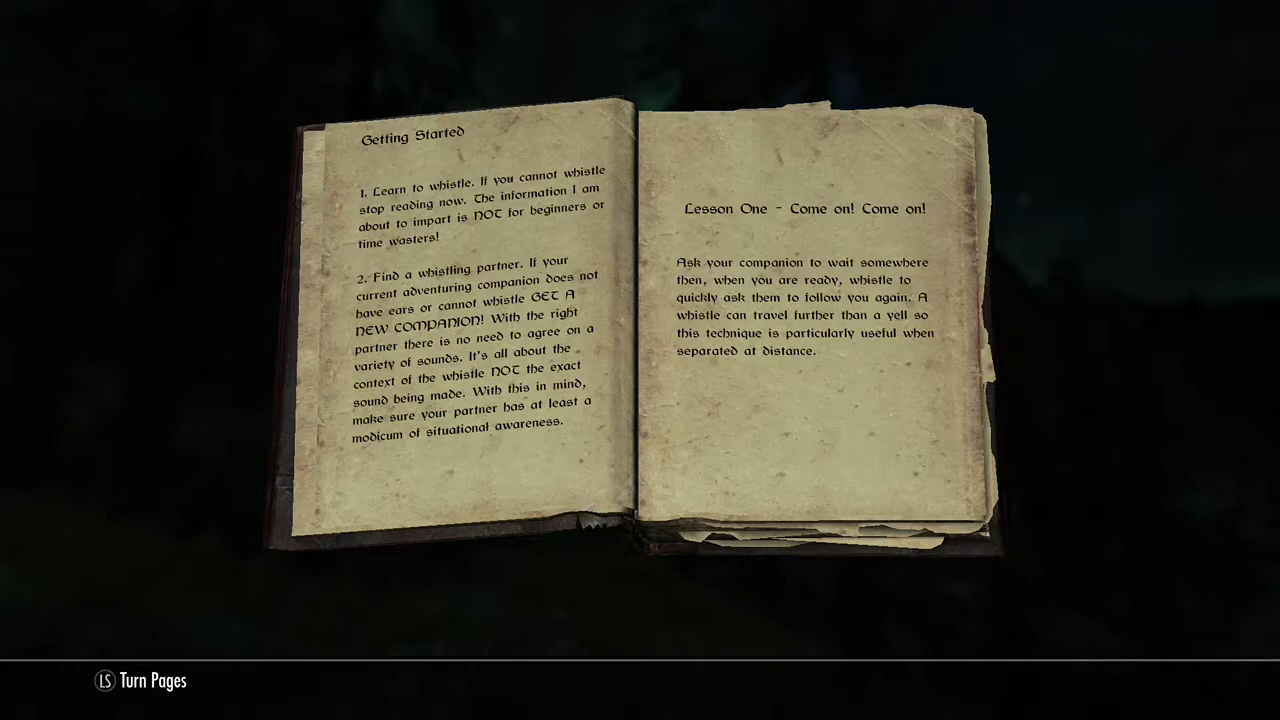 Getting Started
1. Learn to whistle. If you cannot whistle
stop reading now. The information I am
about to impart is NOT for beginners or
time wasters!
2. Find a whistling partner. If your
current adventuring companion does not
have ears or cannot whistle GET A
NEW COMPANION! With the right
partner there is no need to agree on a
variety of sounds. It's all about the
context of the whistle NOT the exact
sound being made. With this in mind,
make sure your partner has at least a
modicum of situational awareness.
Lesson One - Come on! Come on!
Ask your companion to wait somewhere
then, when you are ready, whistle to
quickly ask them to follow you again. A
whistle can travel further than a yell so
this technique is particularly useful when
separated at distance.
LS Turn Pages